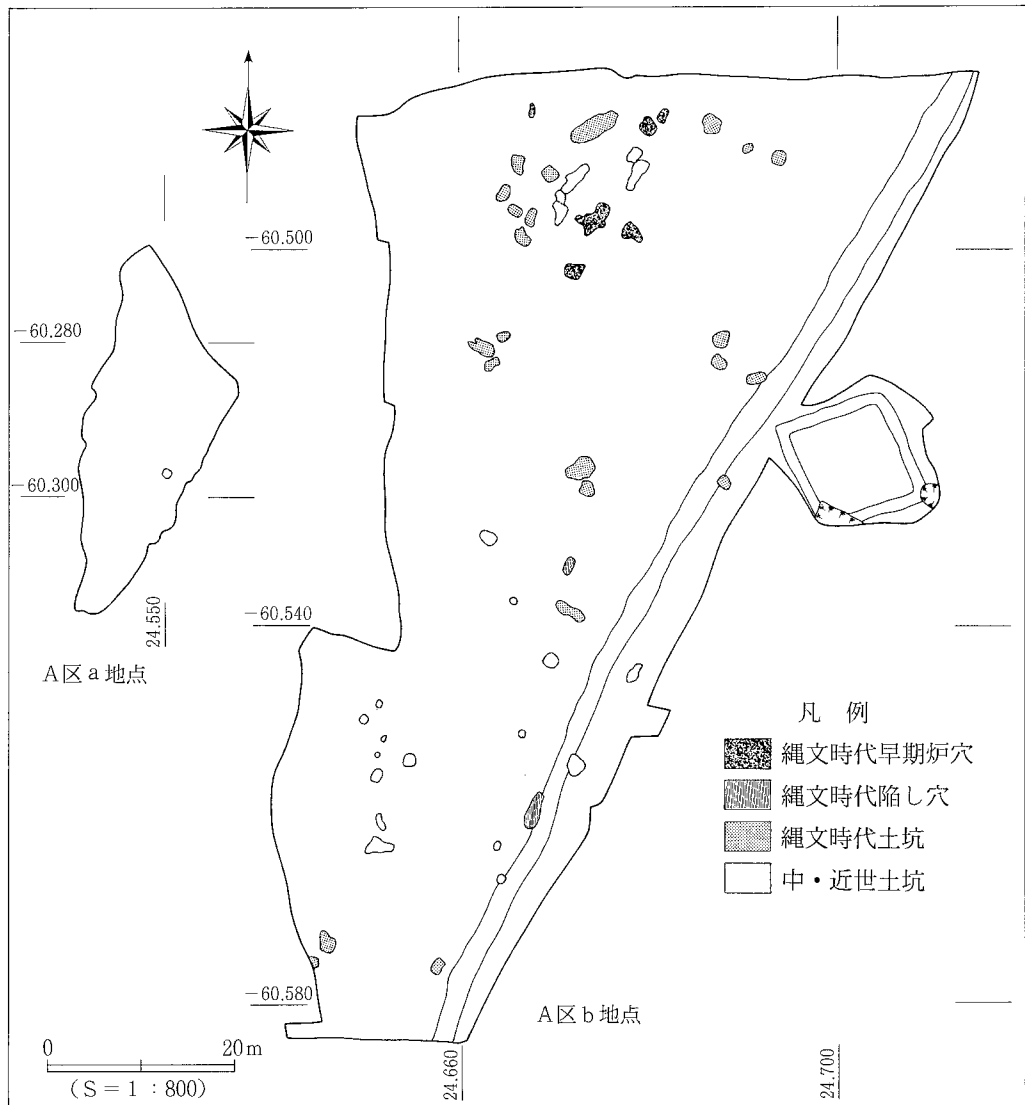 −60.500
−60.280
−60.300
24.550
−60.540
A区a地点
凡 例
縄文時代早期炉穴
縄文時代陥し穴
縄文時代土坑
中・近世土坑
−60.580
A区b地点
0 20m
(S=1:800)
24.660
24.700